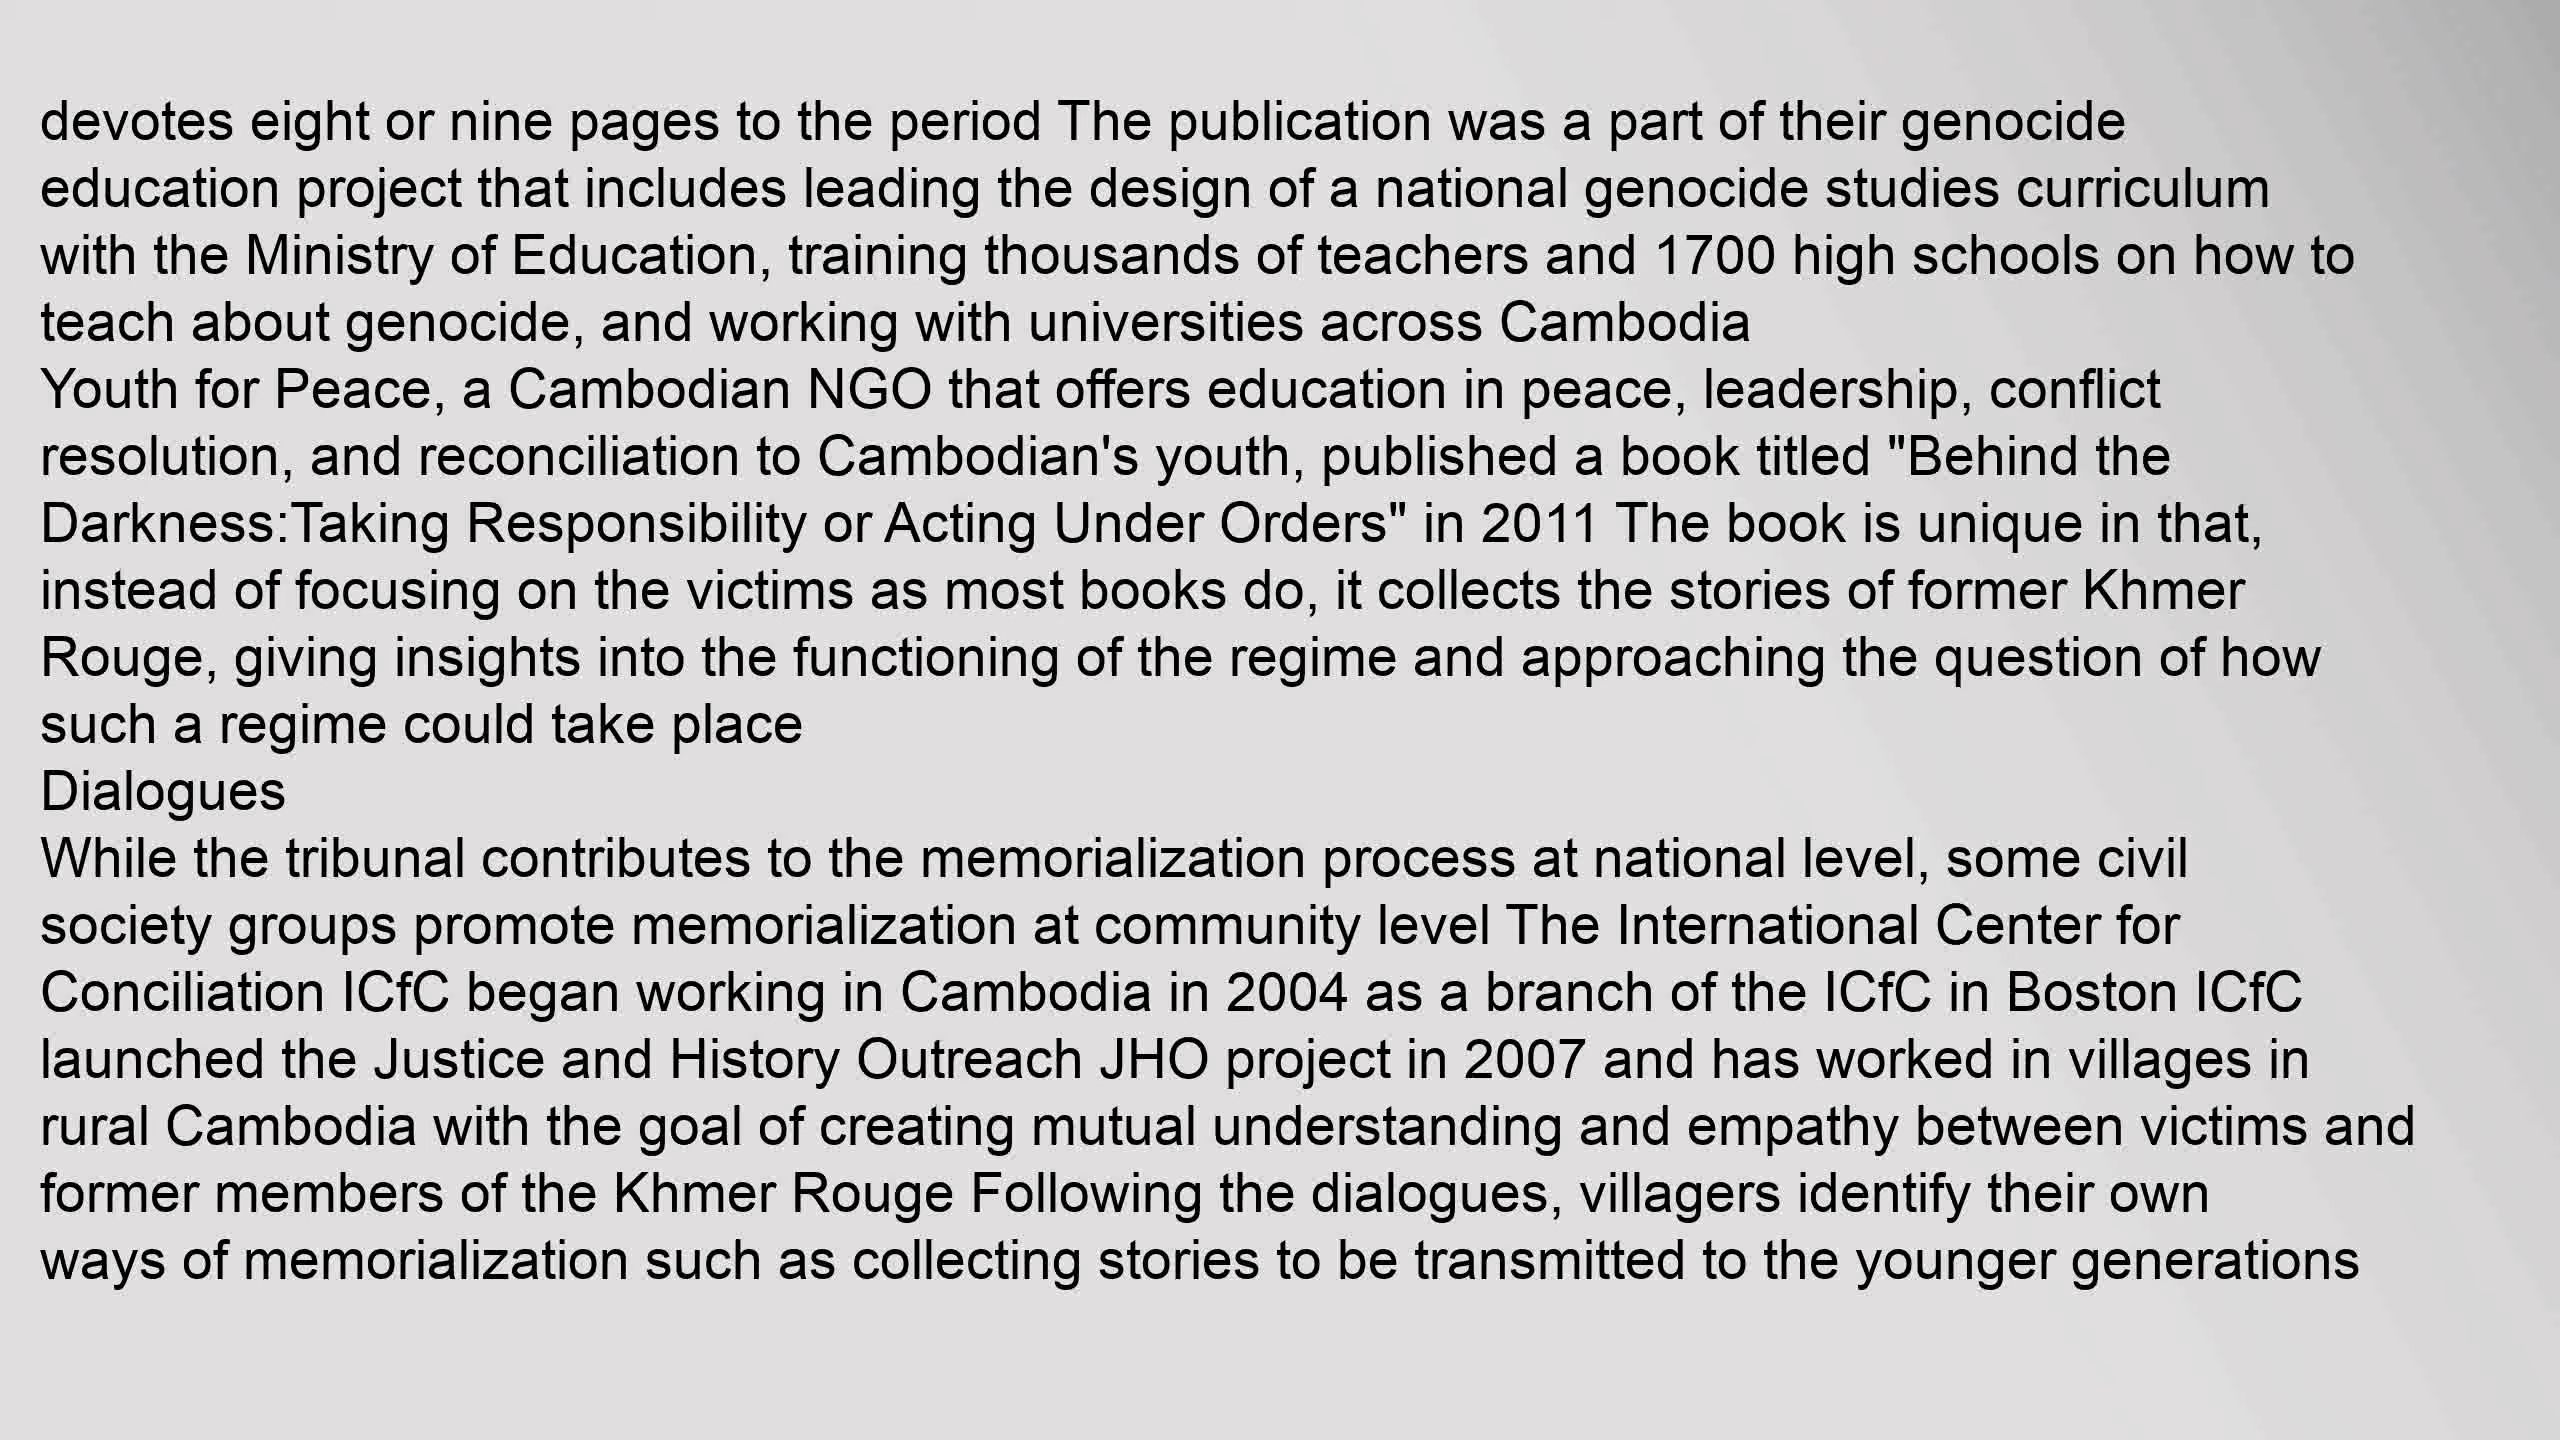 devotes eight or nine pages to the period The publication was a part of their genocide
education project that includes leading the design of a national genocide studies curriculum
with the Ministry of Education, training thousands of teachers and 1700 high schools on how to
teach about genocide, and working with universities across Cambodia
Youth for Peace, a Cambodian NGO that offers education in peace, leadership, conflict
resolution, and reconciliation to Cambodian's youth, published a book titled "Behind the
Darkness:Taking Responsibility or Acting Under Orders" in 2011 The book is unique in that,
instead of focusing on the victims as most books do, it collects the stories of former Khmer
Rouge, giving insights into the functioning of the regime and approaching the question of how
such a regime could take place
Dialogues
While the tribunal contributes to the memorialization process at national level, some civil
society groups promote memorialization at community level The International Center for
Conciliation ICfC began working in Cambodia in 2004 as a branch of the ICfC in Boston ICfC
launched the Justice and History Outreach JHO project in 2007 and has worked in villages in
rural Cambodia with the goal of creating mutual understanding and empathy between victims and
former members of the Khmer Rouge Following the dialogues, villagers identify their own
ways of memorialization such as collecting stories to be transmitted to the younger generations